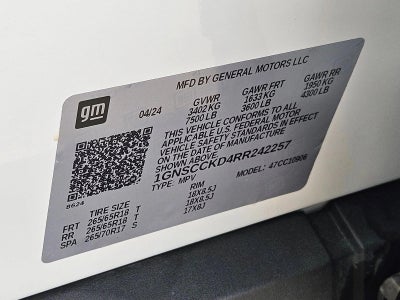 gm
MFD BY GENERAL MOTORS LLC
04/24 GVWR GAWR FRT GAWR RR
3402 KG 1633 KG 1950 KG
7500 LB 3600 LB 4300 LB
THIS VEHICLE CONFORMS TO ALL
APPLICABLE U.S. FEDERAL MOTOR
VEHICLE SAFETY STANDARDS IN EFFECT
ON THE DATE OF MANUFACTURE
SHOWN ABOVE
1GNSCCKD4RR242257
TYPE: MPV MODEL: 47CC10906
8624
TIRE SIZE RIM
FRT 265/65R18 T 18X8.5J
RR 265/65R18 T 18X8.5J
SPA 265/70R17 S 17X8J